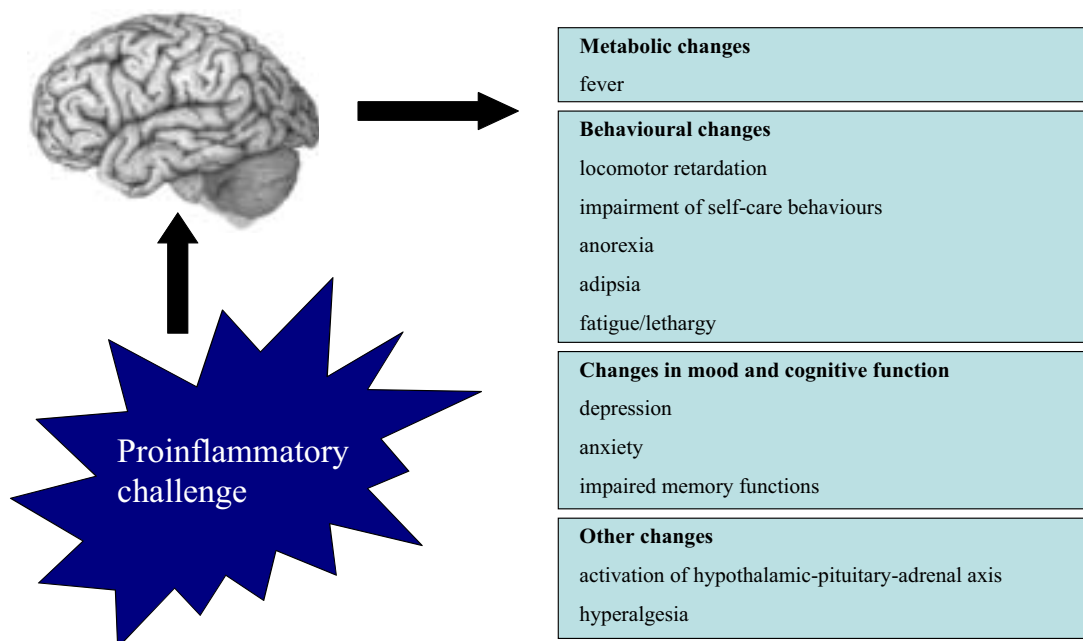 Proinflammatory
challenge
Metabolic changes
fever
Behavioural changes
locomotor retardation
impairment of self-care behaviours
anorexia
adipsia
fatigue/lethargy
Changes in mood and cognitive function
depression
anxiety
impaired memory functions
Other changes
activation of hypothalamic-pituitary-adrenal axis
hyperalgesia